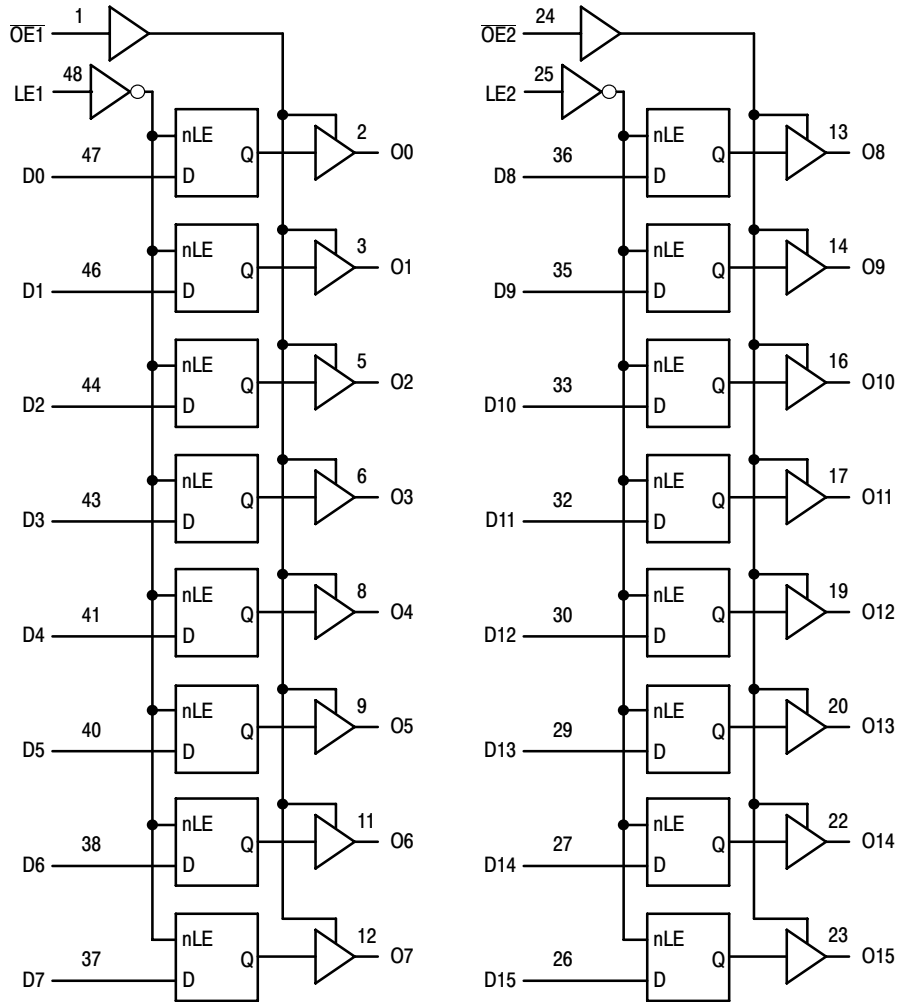 OE1 1
LE1 48
nLE Q 2 O0
D0 47 D
nLE Q 3 O1
D1 46 D
nLE Q 5 O2
D2 44 D
nLE Q 6 O3
D3 43 D
nLE Q 8 O4
D4 41 D
nLE Q 9 O5
D5 40 D
nLE Q 11 O6
D6 38 D
nLE Q 12 O7
D7 37 D
OE2 24
LE2 25
nLE Q 13 O8
D8 36 D
nLE Q 14 O9
D9 35 D
nLE Q 16 O10
D10 33 D
nLE Q 17 O11
D11 32 D
nLE Q 19 O12
D12 30 D
nLE Q 20 O13
D13 29 D
nLE Q 22 O14
D14 27 D
nLE Q 23 O15
D15 26 D